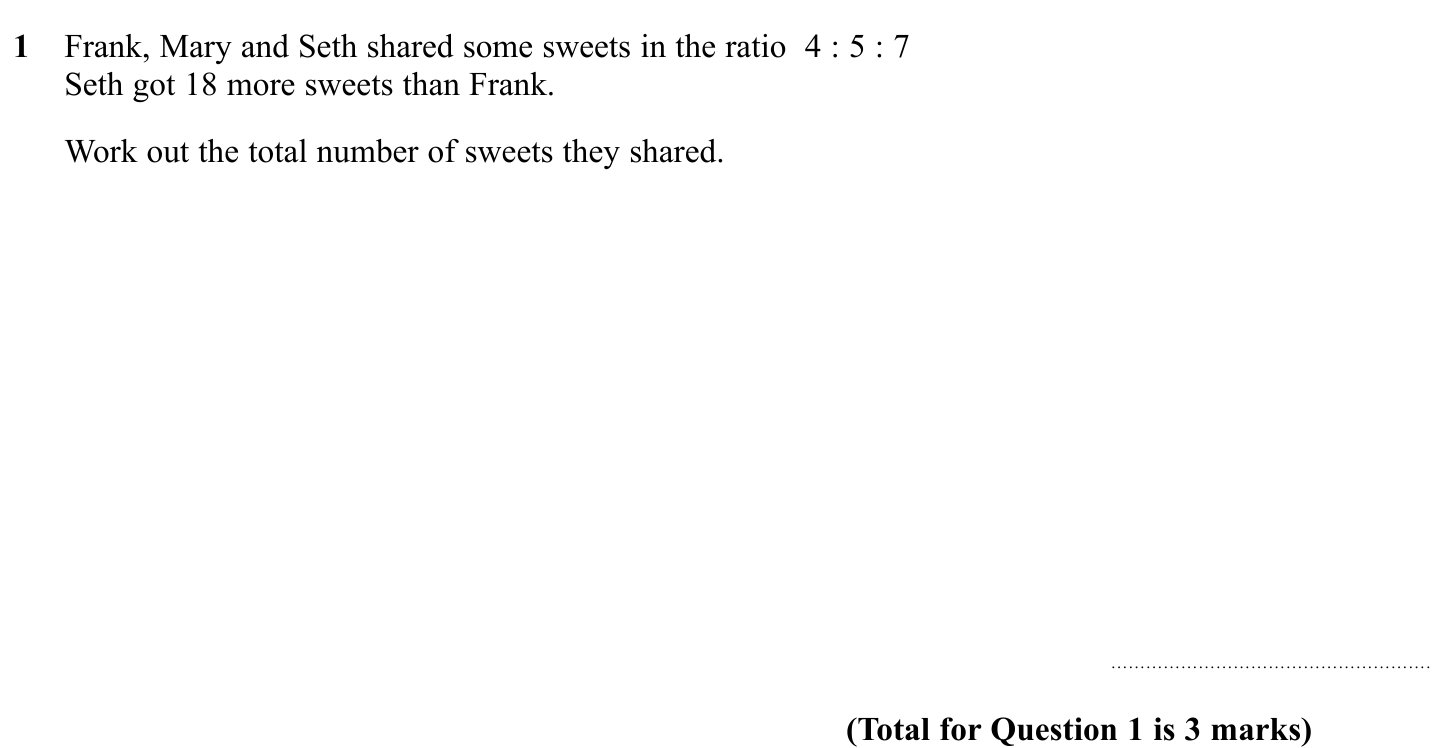 1 Frank, Mary and Seth shared some sweets in the ratio 4 : 5 : 7
Seth got 18 more sweets than Frank.
Work out the total number of sweets they shared.
(Total for Question 1 is 3 marks)